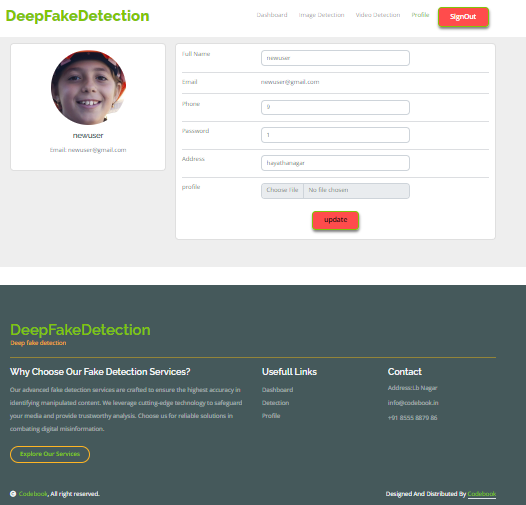 DeepFakeDetection
Dashboard Image Detection Video Detection Profile SignOut
newuser
Email: newuser@gmail.com
Full Name newuser
Email newuser@gmail.com
Phone 9
Password 1
Address hayathanagar
profile Choose File No file chosen
update
DeepFakeDetection
Deep fake detection
Why Choose Our Fake Detection Services?
Our advanced fake detection services are crafted to ensure the highest accuracy in
identifying manipulated content. We leverage cutting-edge technology to safeguard
your media and provide trustworthy analysis. Choose us for reliable solutions in
combating digital misinformation.
Explore Our Services
Usefull Links
Dashboard
Detection
Profile
Contact
Address:Lb Nagar
info@codebook.in
+91 8555 8879 86
© Codebook, All right reserved.
Designed And Distributed By Codebook